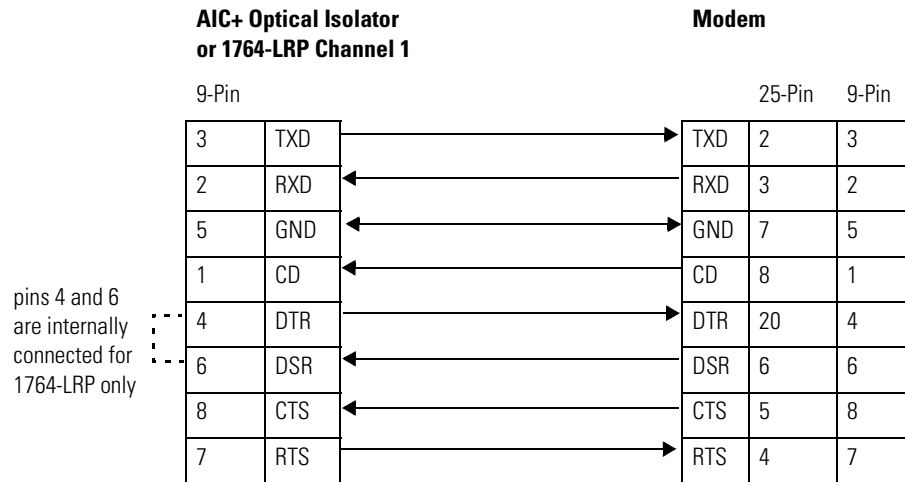 AIC+ Optical Isolator
or 1764-LRP Channel 1
Modem
9-Pin
25-Pin 9-Pin
3 TXD TXD 2 3
2 RXD RXD 3 2
5 GND GND 7 5
1 CD CD 8 1
4 DTR DTR 20 4
6 DSR DSR 6 6
8 CTS CTS 5 8
7 RTS RTS 4 7
pins 4 and 6
are internally
connected for
1764-LRP only